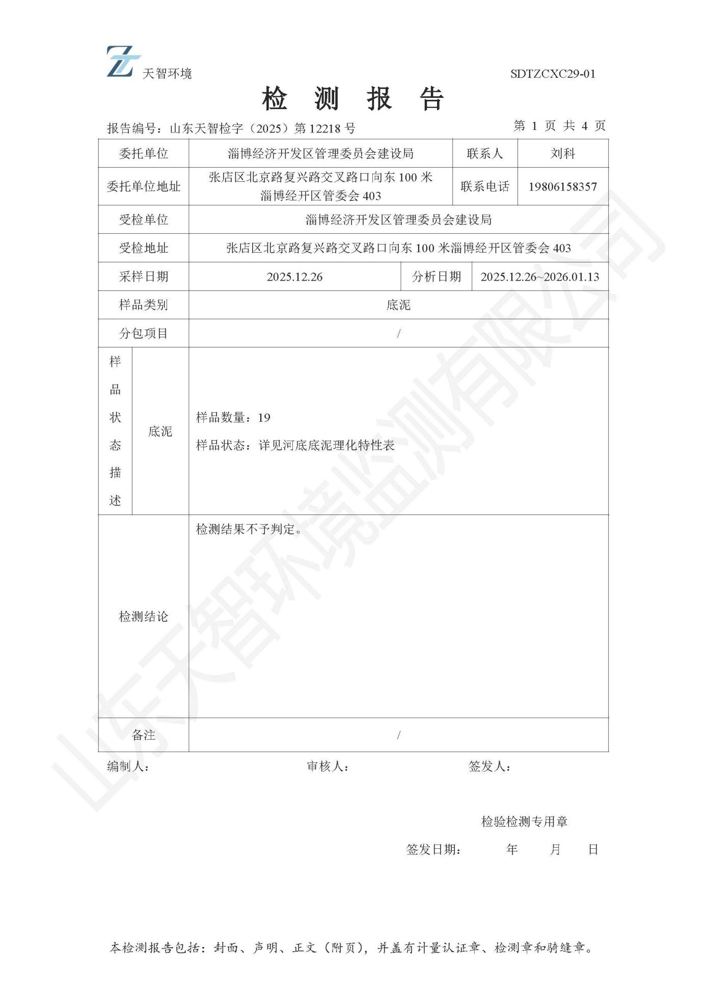 天智环境
SDTZCXC29-01
检 测 报 告
报告编号：山东天智检字（2025）第 12218 号
第 1 页 共 4 页
委托单位
淄博经济开发区管理委员会建设局
联系人
刘科
委托单位地址
张店区北京路复兴路交叉路口向东 100 米
淄博经开区管委会 403
联系电话
19806158357
受检单位
淄博经济开发区管理委员会建设局
受检地址
张店区北京路复兴路交叉路口向东 100 米淄博经开区管委会 403
采样日期
2025.12.26
分析日期
2025.12.26~2026.01.13
样品类别
底泥
分包项目
/
样
品
状
态
描
述
底泥
样品数量：19
样品状态：详见河底底泥理化特性表
检测结论
检测结果不予判定。
备注
/
编制人：
审核人：
签发人：
检验检测专用章
签发日期： 年 月 日
本检测报告包括：封面、声明、正文（附页），并盖有计量认证章、检测章和骑缝章。
山东天智环境监测有限公司